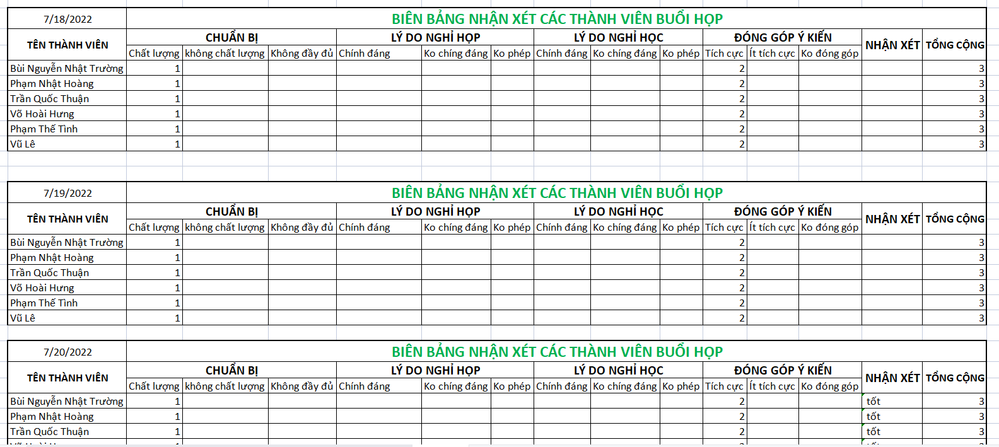 7/18/2022 BIÊN BẢNG NHẬN XÉT CÁC THÀNH VIÊN BUỔI HỌP
TÊN THÀNH VIÊN CHUẨN BỊ LÝ DO NGHỈ HỌP LÝ DO NGHỈ HỌC ĐÓNG GÓP Ý KIẾN NHẬN XÉT TỔNG CỘNG
Chất lượng không chất lượng Không đầy đủ Chính đáng Ko chíng đáng Ko phép Chính đáng Ko chíng đáng Ko phép Tích cực Ít tích cực Ko đóng góp
Bùi Nguyễn Nhật Trường 1 2 3
Phạm Nhật Hoàng 1 2 3
Trần Quốc Thuận 1 2 3
Võ Hoài Hưng 1 2 3
Phạm Thế Tình 1 2 3
Vũ Lê 1 2 3
7/19/2022 BIÊN BẢNG NHẬN XÉT CÁC THÀNH VIÊN BUỔI HỌP
TÊN THÀNH VIÊN CHUẨN BỊ LÝ DO NGHỈ HỌP LÝ DO NGHỈ HỌC ĐÓNG GÓP Ý KIẾN NHẬN XÉT TỔNG CỘNG
Chất lượng không chất lượng Không đầy đủ Chính đáng Ko chíng đáng Ko phép Chính đáng Ko chíng đáng Ko phép Tích cực Ít tích cực Ko đóng góp
Bùi Nguyễn Nhật Trường 1 2 3
Phạm Nhật Hoàng 1 2 3
Trần Quốc Thuận 1 2 3
Võ Hoài Hưng 1 2 3
Phạm Thế Tình 1 2 3
Vũ Lê 1 2 3
7/20/2022 BIÊN BẢNG NHẬN XÉT CÁC THÀNH VIÊN BUỔI HỌP
TÊN THÀNH VIÊN CHUẨN BỊ LÝ DO NGHỈ HỌP LÝ DO NGHỈ HỌC ĐÓNG GÓP Ý KIẾN NHẬN XÉT TỔNG CỘNG
Chất lượng không chất lượng Không đầy đủ Chính đáng Ko chíng đáng Ko phép Chính đáng Ko chíng đáng Ko phép Tích cực Ít tích cực Ko đóng góp
Bùi Nguyễn Nhật Trường 1 2 tốt 3
Phạm Nhật Hoàng 1 2 tốt 3
Trần Quốc Thuận 1 2 tốt 3